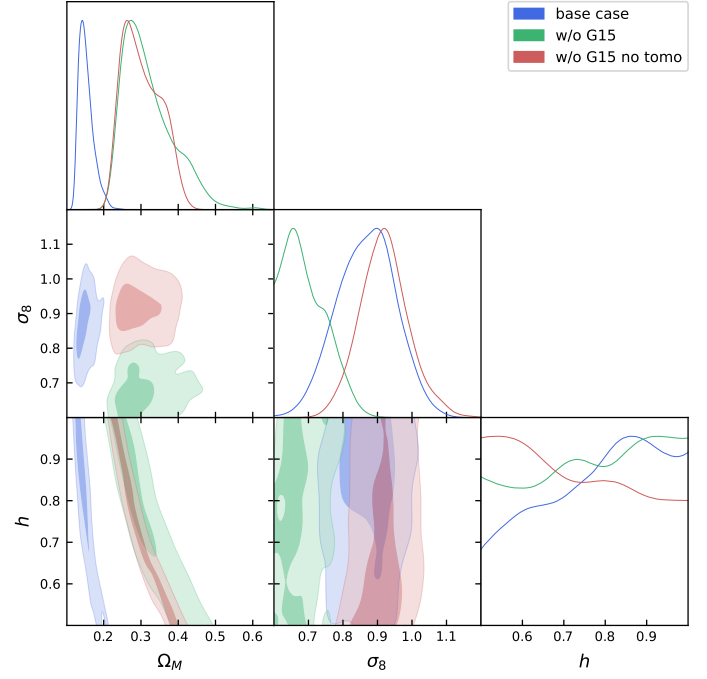 base case
w/o G15
w/o G15 no tomo
1.1
1.0
0.9
0.8
0.7
σ8
0.9
0.8
0.7
0.6
h
0.2 0.3 0.4 0.5 0.6
0.7 0.8 0.9 1.0 1.1
0.6 0.7 0.8 0.9
ΩM
σ8
h